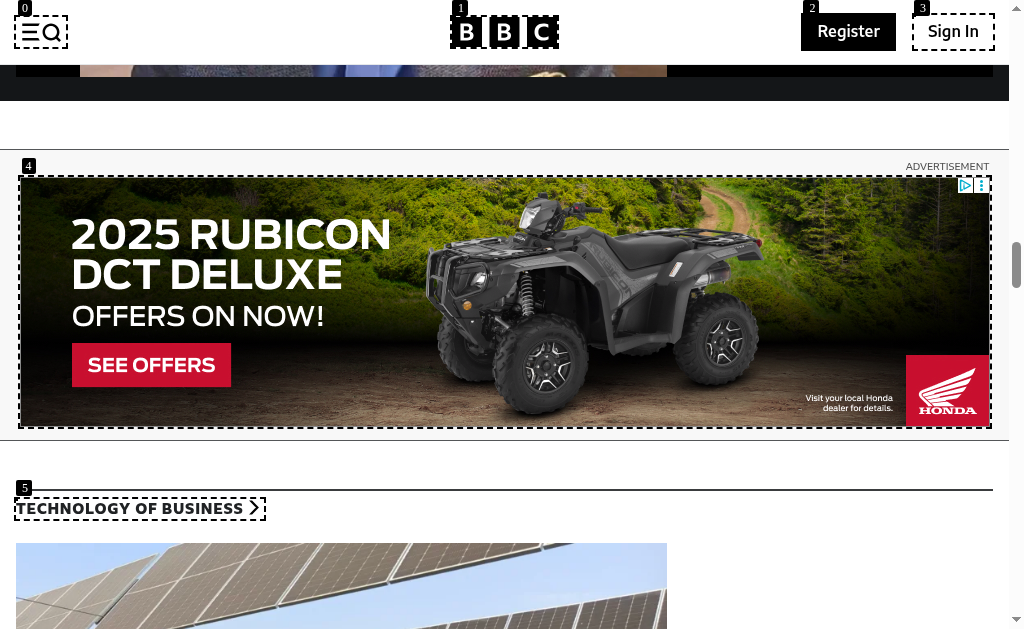 0
1
2
3
BBC
Register
Sign In
4
ADVERTISEMENT
2025 RUBICON
DCT DELUXE
OFFERS ON NOW!
SEE OFFERS
Visit your local Honda
dealer for details.
HONDA
5
TECHNOLOGY OF BUSINESS